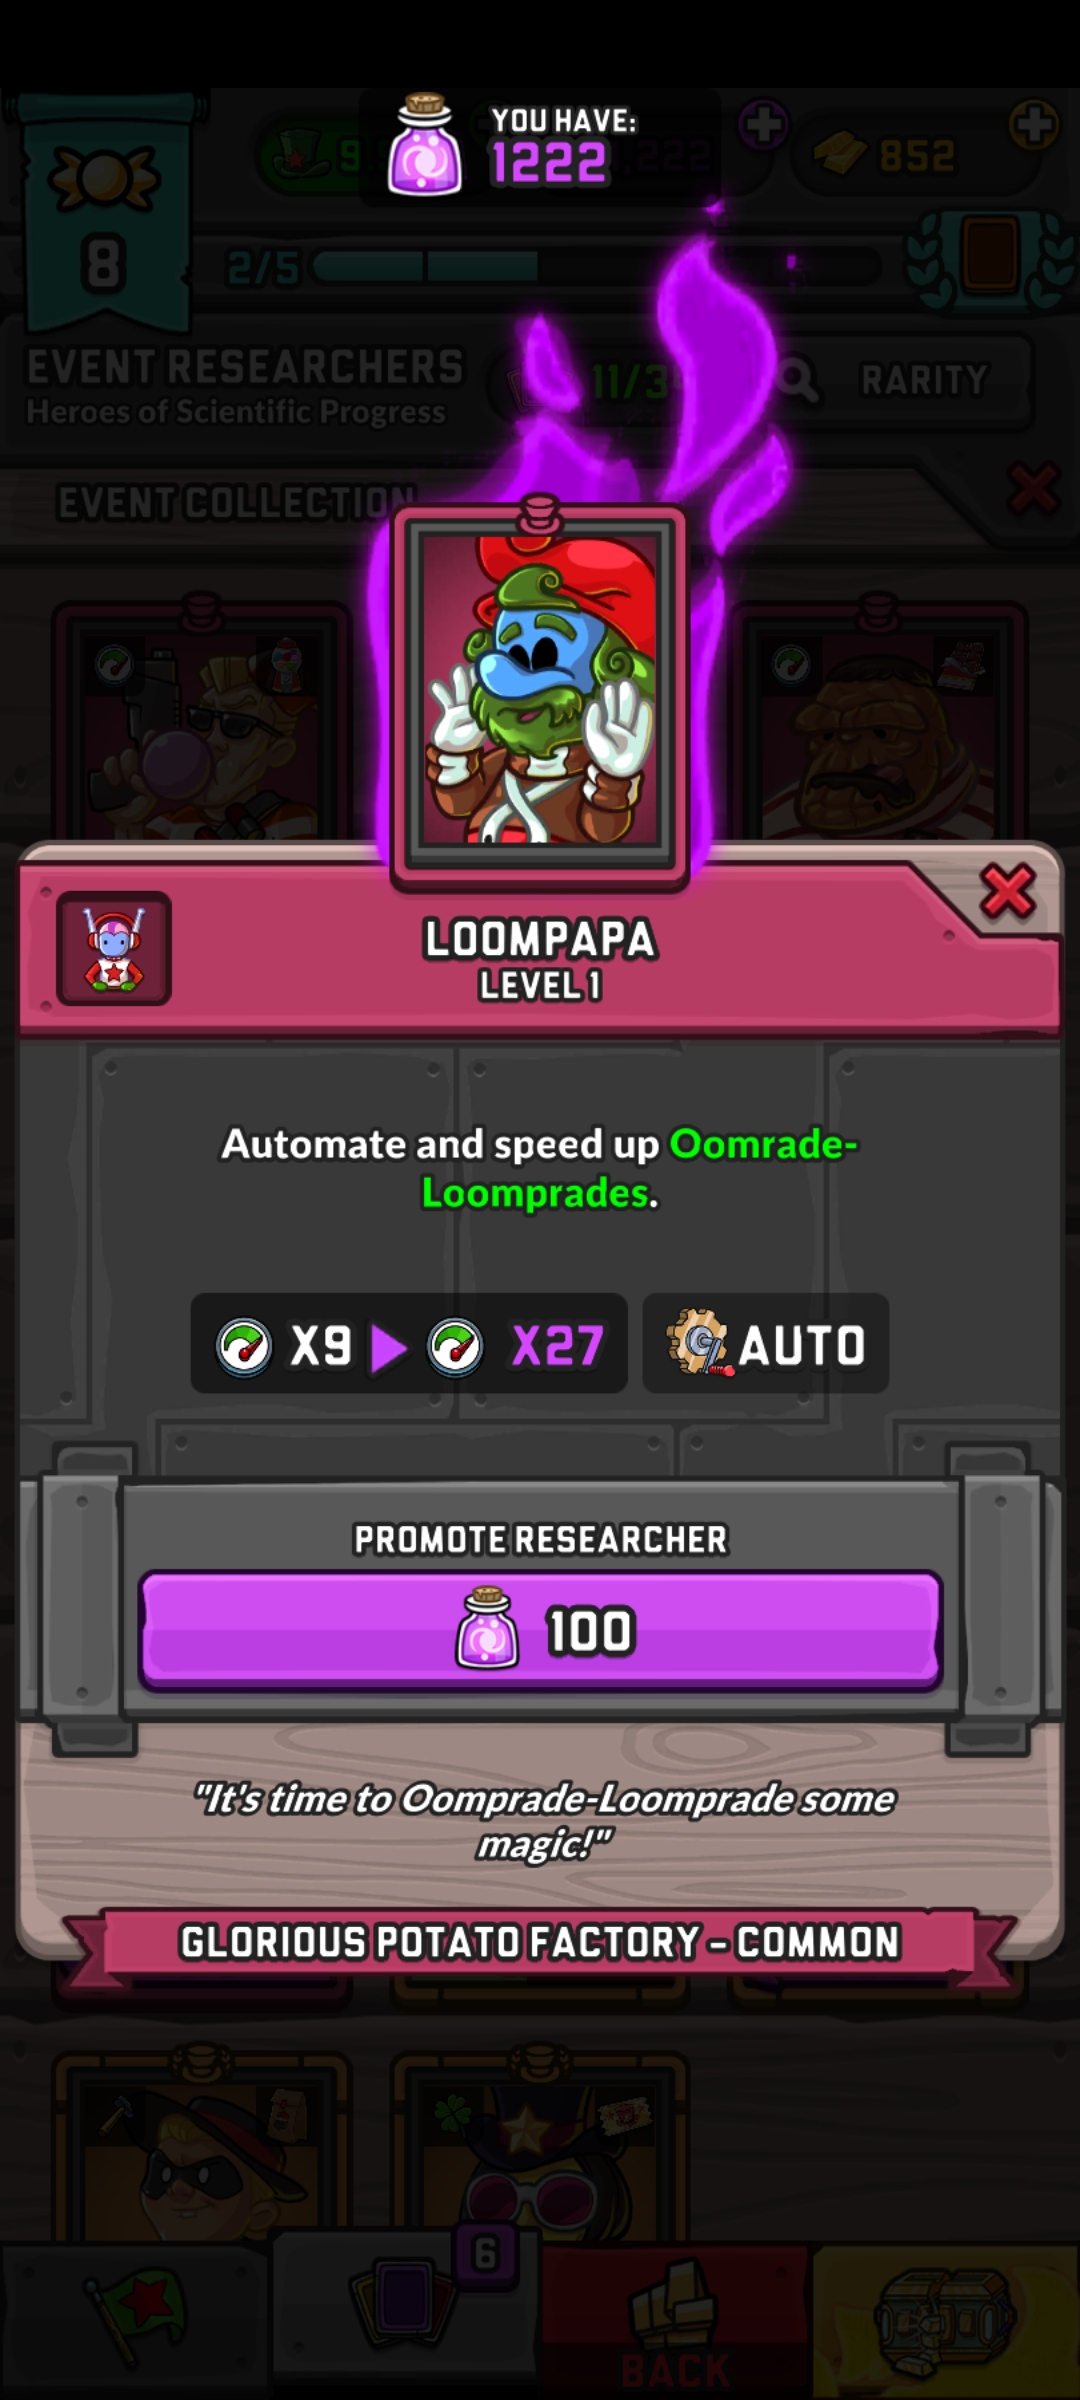 YOU HAVE:
1222
852
8
2/5
EVENT RESEARCHERS
Heroes of Scientific Progress
RARITY
EVENT COLLECTION
LOOMPAPA
LEVEL 1
Automate and speed up Oomrade-
Loomprades.
X9 X27 AUTO
PROMOTE RESEARCHER
100
"It's time to Oomprade-Loomprade some
magic!"
GLORIOUS POTATO FACTORY - COMMON
6
BACK